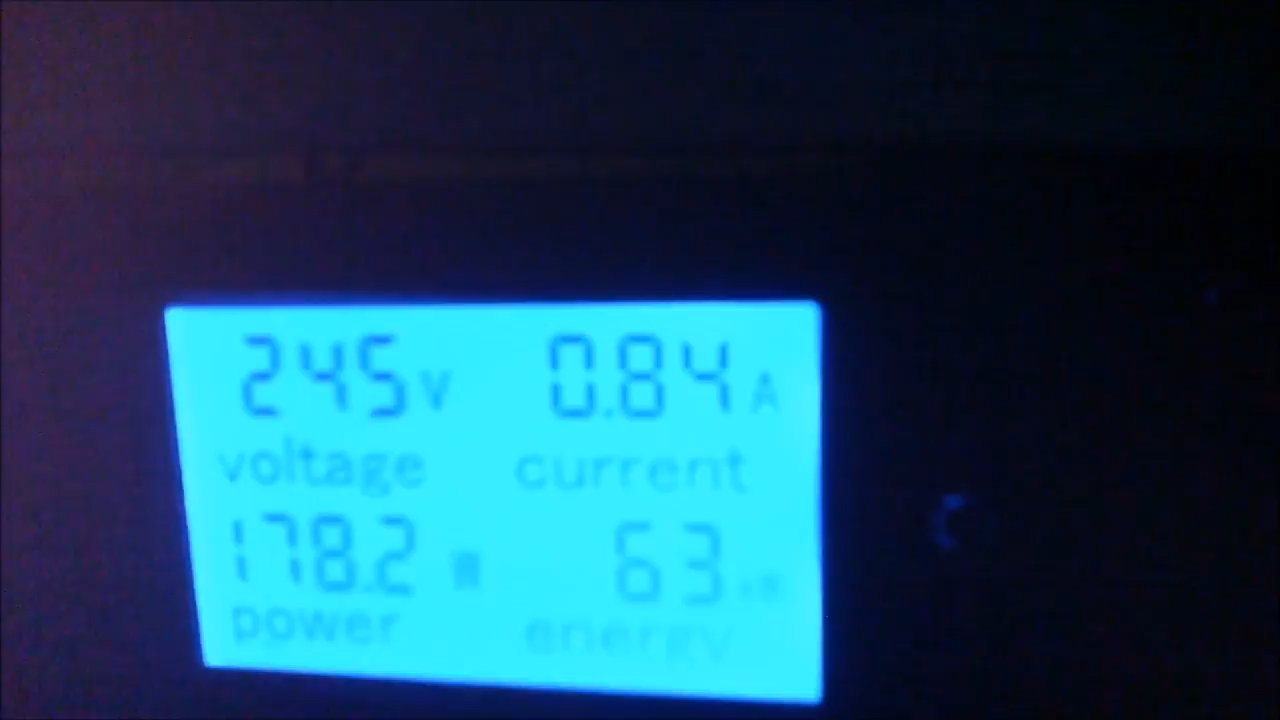 245V 0.84A
voltage current
178.2 W 63
power energy